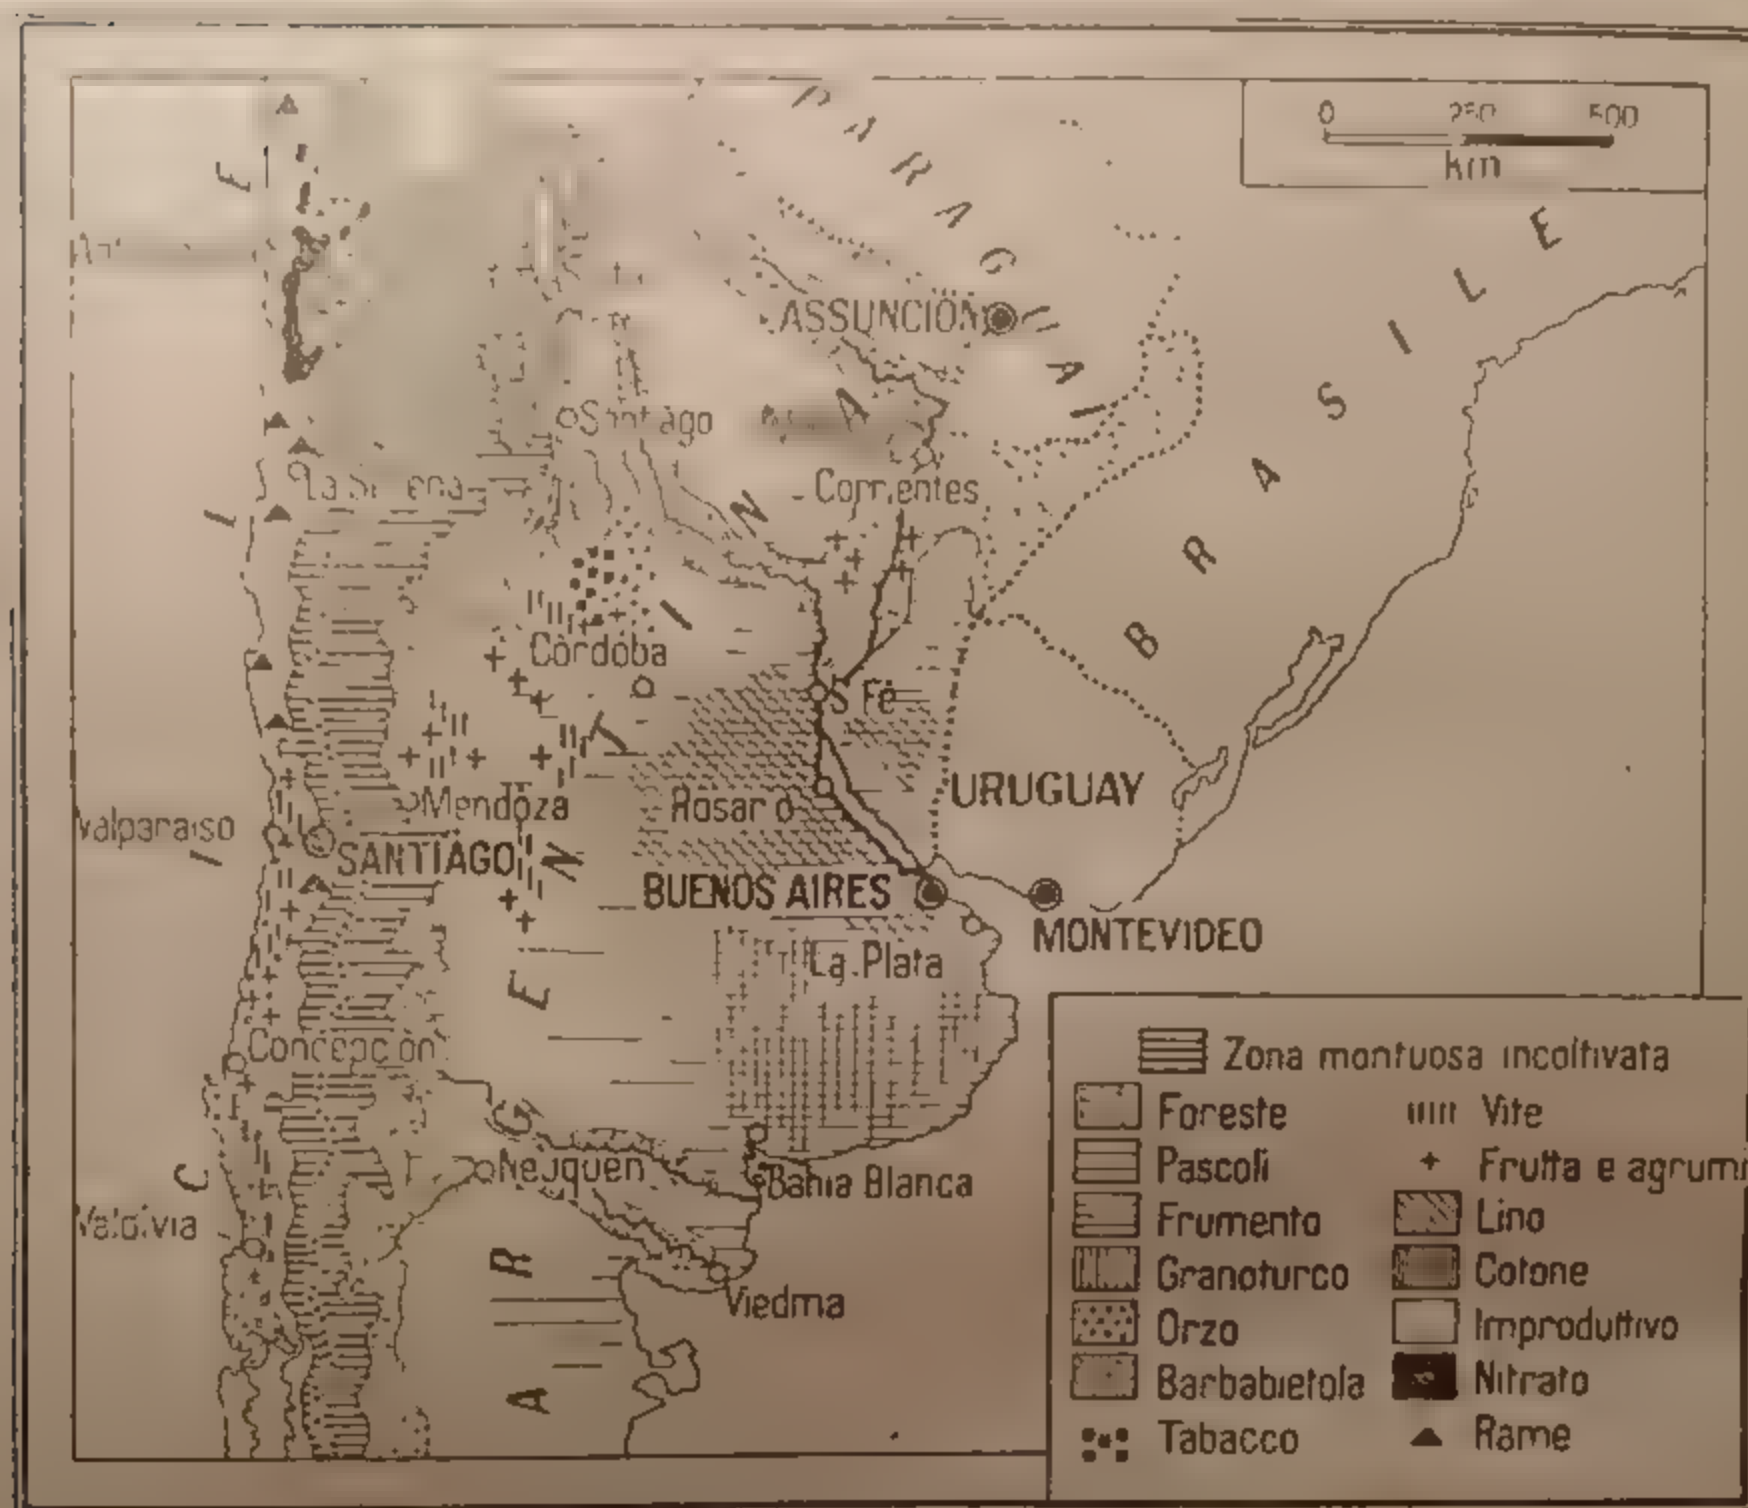 0 250 500
km
PARAGUAI
BRASILE
CILE
ARGENTINA
ASSUNCIÓN
Santiago
Corrientes
La Serena
Córdoba
S Fè
Mendoza
Rosario
URUGUAY
Valparaiso
SANTIAGO
BUENOS AIRES
MONTEVIDEO
La Plata
Concepción
Neuquen
Bahia Blanca
Valdivia
Viedma
Zona montuosa incoltivata
Foreste
Vite
Pascoli
Frutta e agrumi
Frumento
Lino
Granoturco
Cotone
Orzo
Improduttivo
Barbabietola
Nitrato
Tabacco
Rame